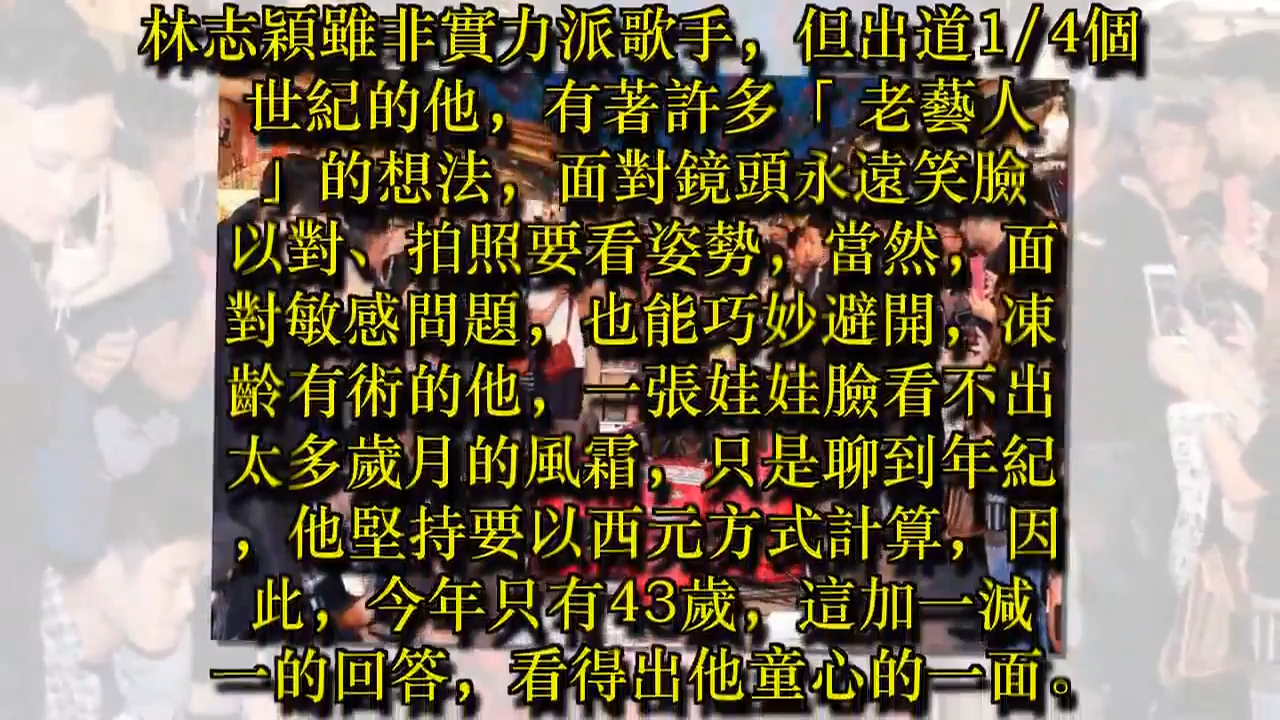 林志穎雖非實力派歌手，但出道1/4個
世紀的他，有著許多「 老藝人
」的想法，面對鏡頭永遠笑臉
以對、拍照要看姿勢，當然，面
對敏感問題，也能巧妙避開，凍
齡有術的他，一張娃娃臉看不出
太多歲月的風霜，只是聊到年紀
，他堅持要以西元方式計算，因
此，今年只有43歲，這加一減
一的回答，看得出他童心的一面。